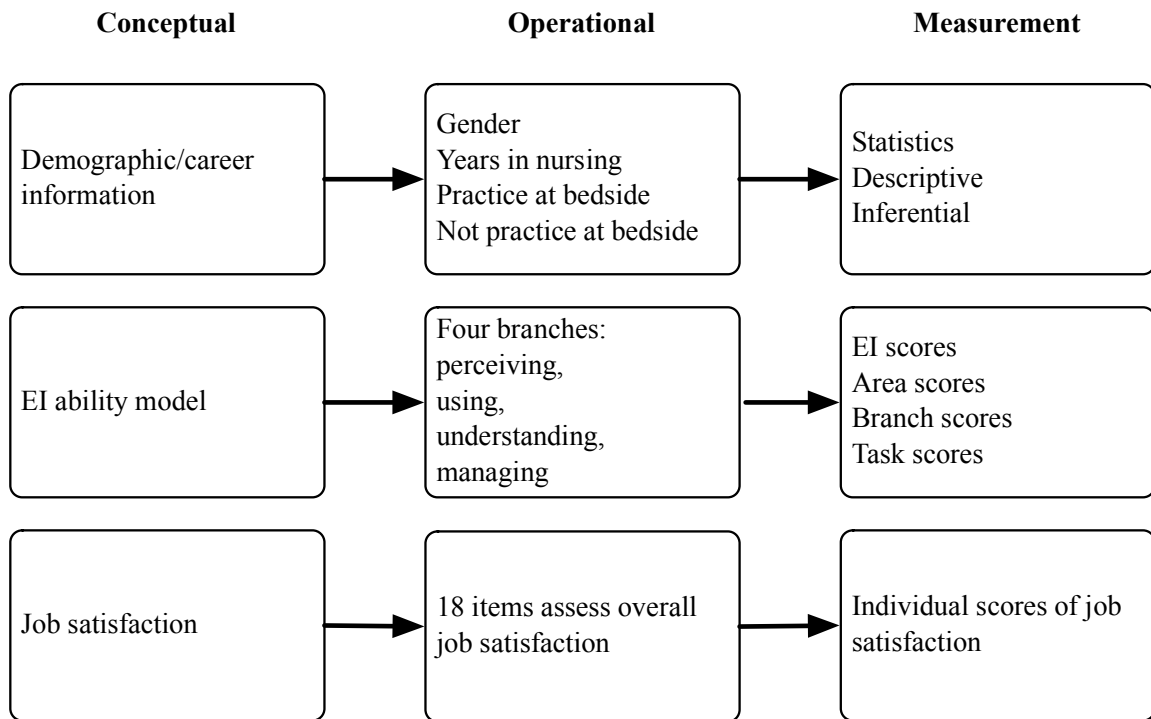 Conceptual
Operational
Measurement
Demographic/career
information
Gender
Years in nursing
Practice at bedside
Not practice at bedside
Statistics
Descriptive
Inferential
EI ability model
Four branches:
perceiving,
using,
understanding,
managing
EI scores
Area scores
Branch scores
Task scores
Job satisfaction
18 items assess overall
job satisfaction
Individual scores of job
satisfaction